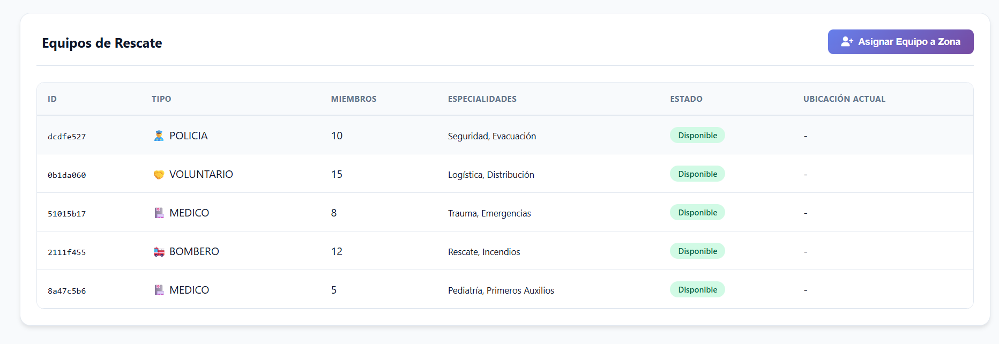 Equipos de Rescate
Asignar Equipo a Zona
ID TIPO MIEMBROS ESPECIALIDADES ESTADO UBICACIÓN ACTUAL
dcdfe527 POLICIA 10 Seguridad, Evacuación Disponible -
0b1da060 VOLUNTARIO 15 Logística, Distribución Disponible -
51015b17 MEDICO 8 Trauma, Emergencias Disponible -
2111f455 BOMBERO 12 Rescate, Incendios Disponible -
8a47c5b6 MEDICO 5 Pediatría, Primeros Auxilios Disponible -